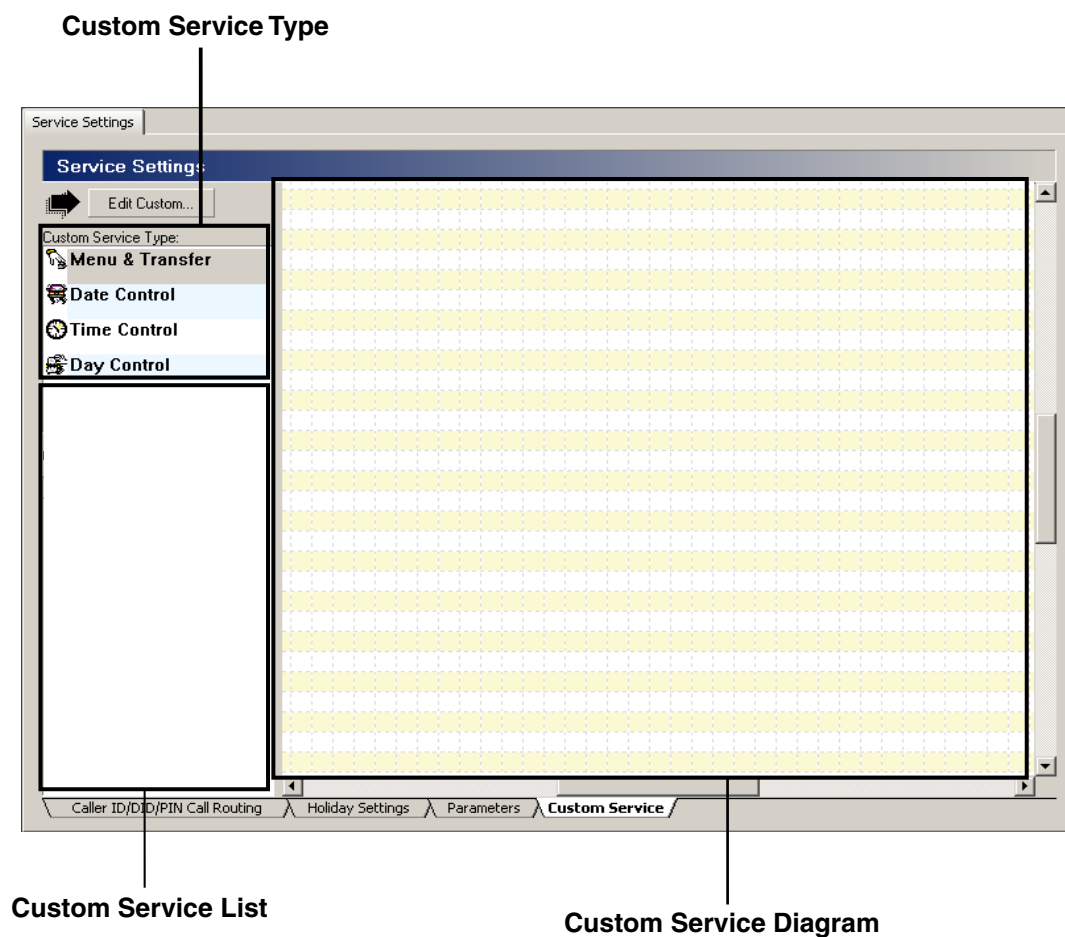 Custom Service Type
Service Settings
Service Settings
Edit Custom...
Custom Service Type:
Menu & Transfer
Date Control
Time Control
Day Control
Caller ID/DID/PIN Call Routing
Holiday Settings
Parameters
Custom Service
Custom Service List
Custom Service Diagram